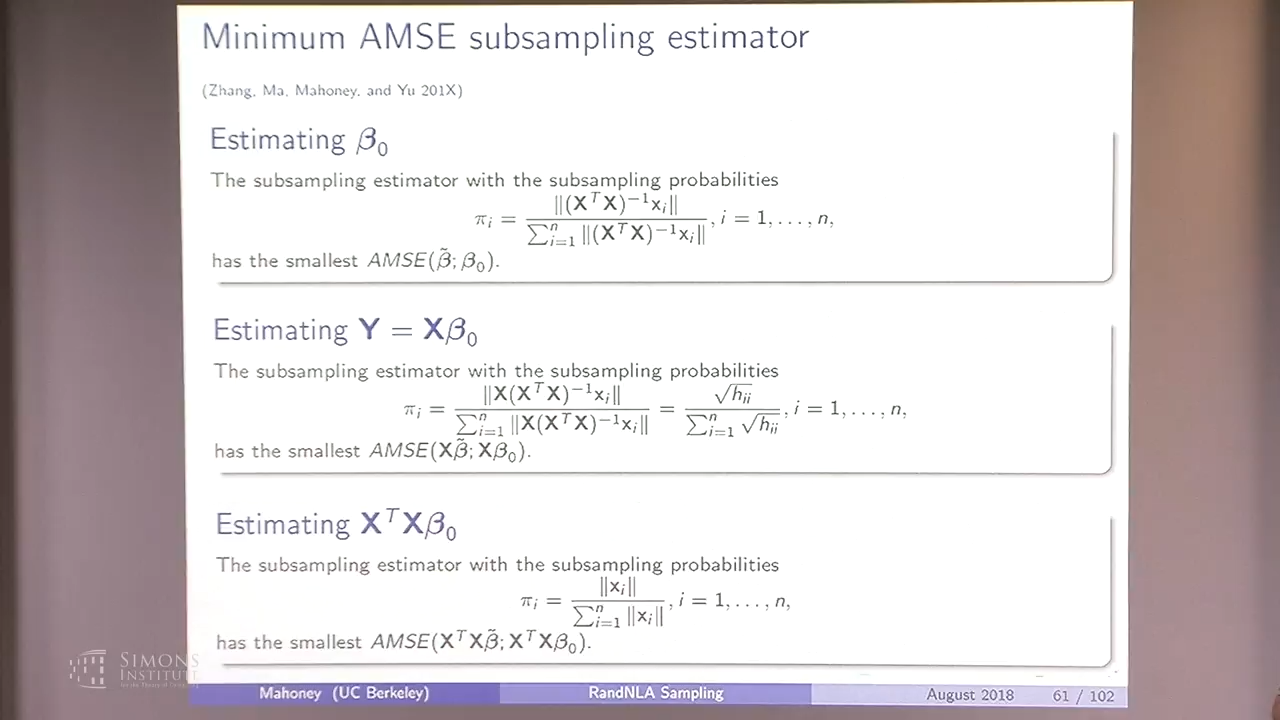 Minimum AMSE subsampling estimator
(Zhang, Ma, Mahoney, and Yu 201X)
Estimating β₀
The subsampling estimator with the subsampling probabilities
πᵢ = ‖(XᵀX)⁻¹xᵢ‖ / ∑ⁿᵢ₌₁ ‖(XᵀX)⁻¹xᵢ‖, i = 1, . . . , n,
has the smallest AMSE(β̃; β₀).
Estimating Y = Xβ₀
The subsampling estimator with the subsampling probabilities
πᵢ = ‖X(XᵀX)⁻¹xᵢ‖ / ∑ⁿᵢ₌₁ ‖X(XᵀX)⁻¹xᵢ‖ = √hᵢᵢ / ∑ⁿᵢ₌₁ √hᵢᵢ, i = 1, . . . , n,
has the smallest AMSE(Xβ̃; Xβ₀).
Estimating XᵀXβ₀
The subsampling estimator with the subsampling probabilities
πᵢ = ‖xᵢ‖ / ∑ⁿᵢ₌₁ ‖xᵢ‖, i = 1, . . . , n,
has the smallest AMSE(XᵀXβ̃; XᵀXβ₀).
SIMONS
INSTITUTE
Mahoney (UC Berkeley) RandNLA Sampling August 2018 61 / 102